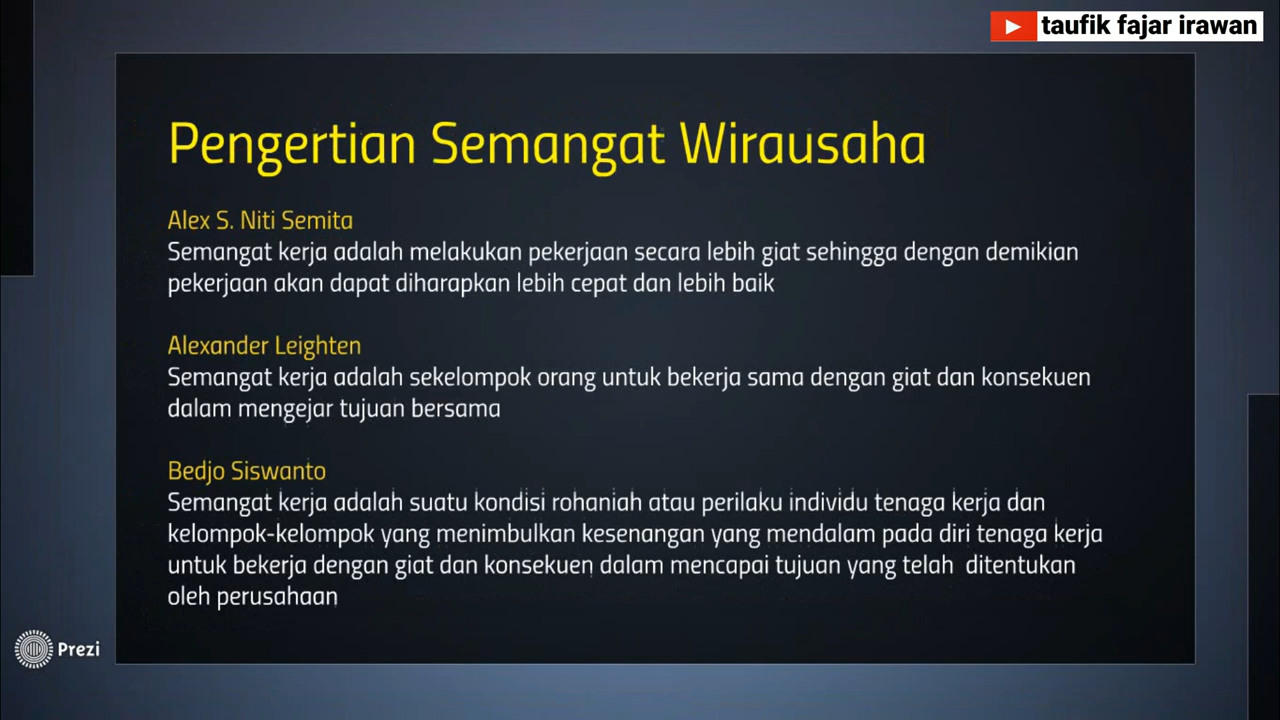 taufik fajar irawan
Pengertian Semangat Wirausaha
Alex S. Niti Semita
Semangat kerja adalah melakukan pekerjaan secara lebih giat sehingga dengan demikian
pekerjaan akan dapat diharapkan lebih cepat dan lebih baik
Alexander Leighten
Semangat kerja adalah sekelompok orang untuk bekerja sama dengan giat dan konsekuen
dalam mengejar tujuan bersama
Bedjo Siswanto
Semangat kerja adalah suatu kondisi rohaniah atau perilaku individu tenaga kerja dan
kelompok-kelompok yang menimbulkan kesenangan yang mendalam pada diri tenaga kerja
untuk bekerja dengan giat dan konsekuen dalam mencapai tujuan yang telah  ditentukan
oleh perusahaan
Prezi